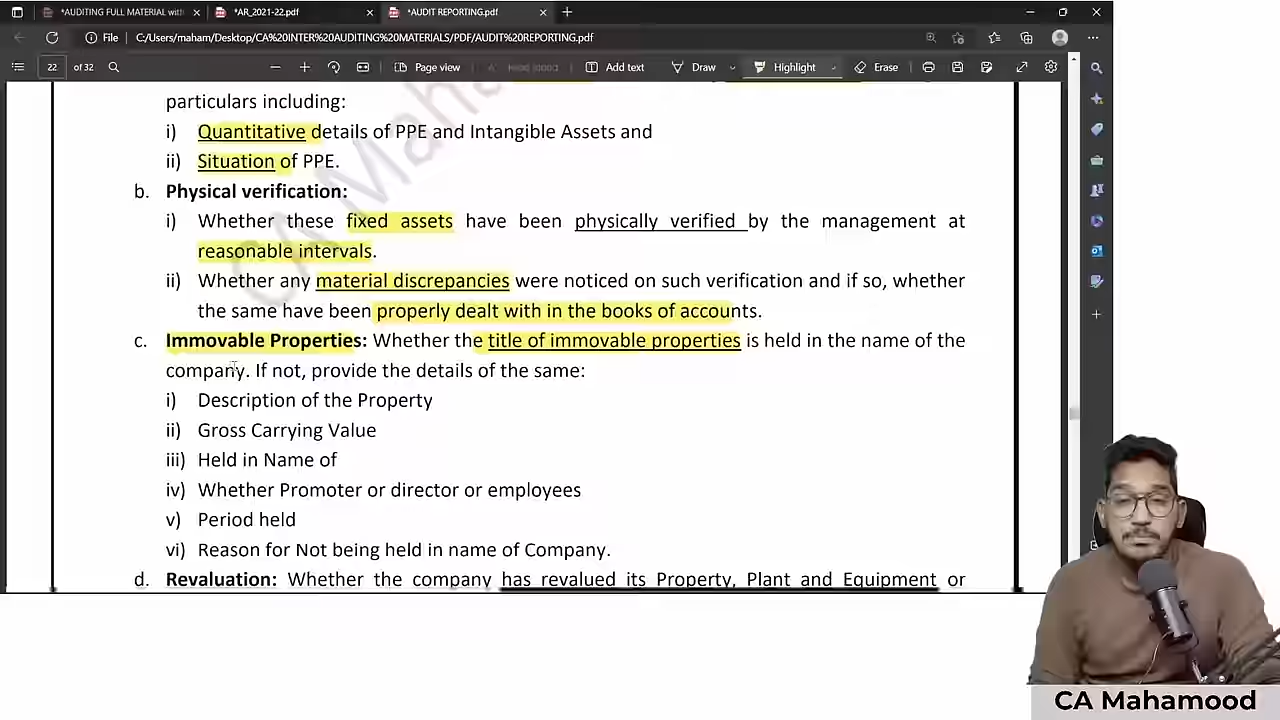 *AUDITING FULL MATERIAL with
*AR_2021-22.pdf
*AUDIT REPORTING.pdf
File C:/Users/maham/Desktop/CA%20INTER%20AUDITING%20MATERIALS/PDF/AUDIT%20REPORTING.pdf
22 of 32 Page view Read aloud Add text Draw Highlight Erase
particulars including:
i) Quantitative details of PPE and Intangible Assets and
ii) Situation of PPE.
b. Physical verification:
i) Whether these fixed assets have been physically verified by the management at
reasonable intervals.
ii) Whether any material discrepancies were noticed on such verification and if so, whether
the same have been properly dealt with in the books of accounts.
c. Immovable Properties: Whether the title of immovable properties is held in the name of the
company. If not, provide the details of the same:
i) Description of the Property
ii) Gross Carrying Value
iii) Held in Name of
iv) Whether Promoter or director or employees
v) Period held
vi) Reason for Not being held in name of Company.
d. Revaluation: Whether the company has revalued its Property, Plant and Equipment or
CA Maham
CA Mahamood